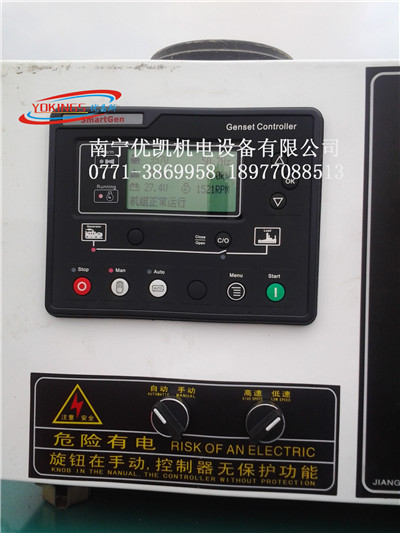 YOKINGS
SmartGen
Genset Controller
南宁优凯机电设备有限公司
0771-3869958 18977088513
Running
27.4V
1521RPM
机组正常运行
OK
Close
Open
C/O
Stop
Man
Auto
Menu
Start
自动 手动
AUTOMATIC MANUAL
高速 低速
HIGH SPEED LOW SPEED
注意 安全
危险有电 RISK OF AN ELECTRIC
旋钮在手动,控制器无保护功能
KNOB IN THE MANUAL. THE CONTROLLER WITHOUT PROTECTION
JIANG